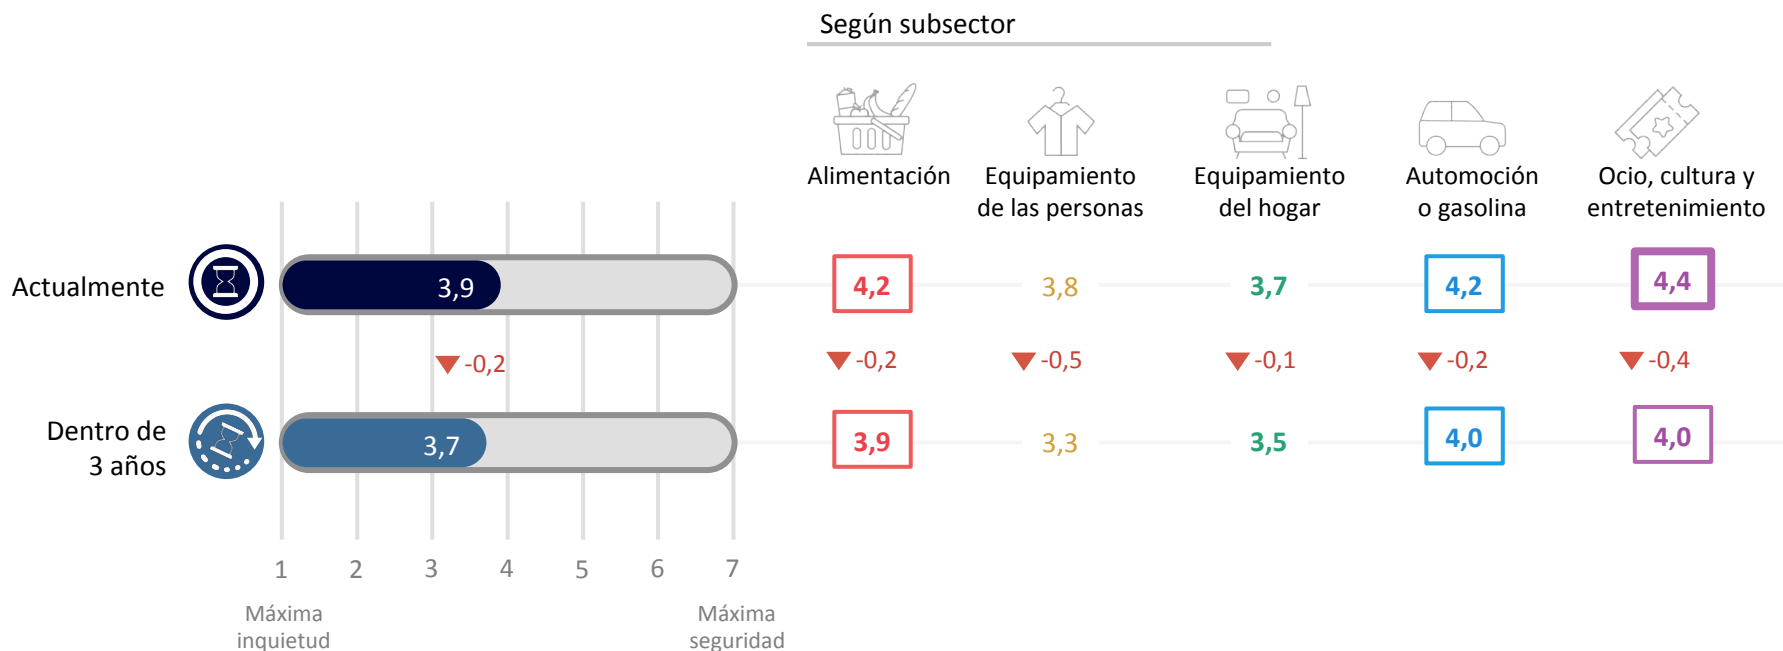 Según subsector
Alimentación
Equipamiento
de las personas
Equipamiento
del hogar
Automoción
o gasolina
Ocio, cultura y
entretenimiento
Actualmente
3,9
4,2
3,8
3,7
4,2
4,4
-0,2
-0,2
-0,5
-0,1
-0,2
-0,4
Dentro de
3 años
3,7
3,9
3,3
3,5
4,0
4,0
1
2
3
4
5
6
7
Máxima
inquietud
Máxima
seguridad